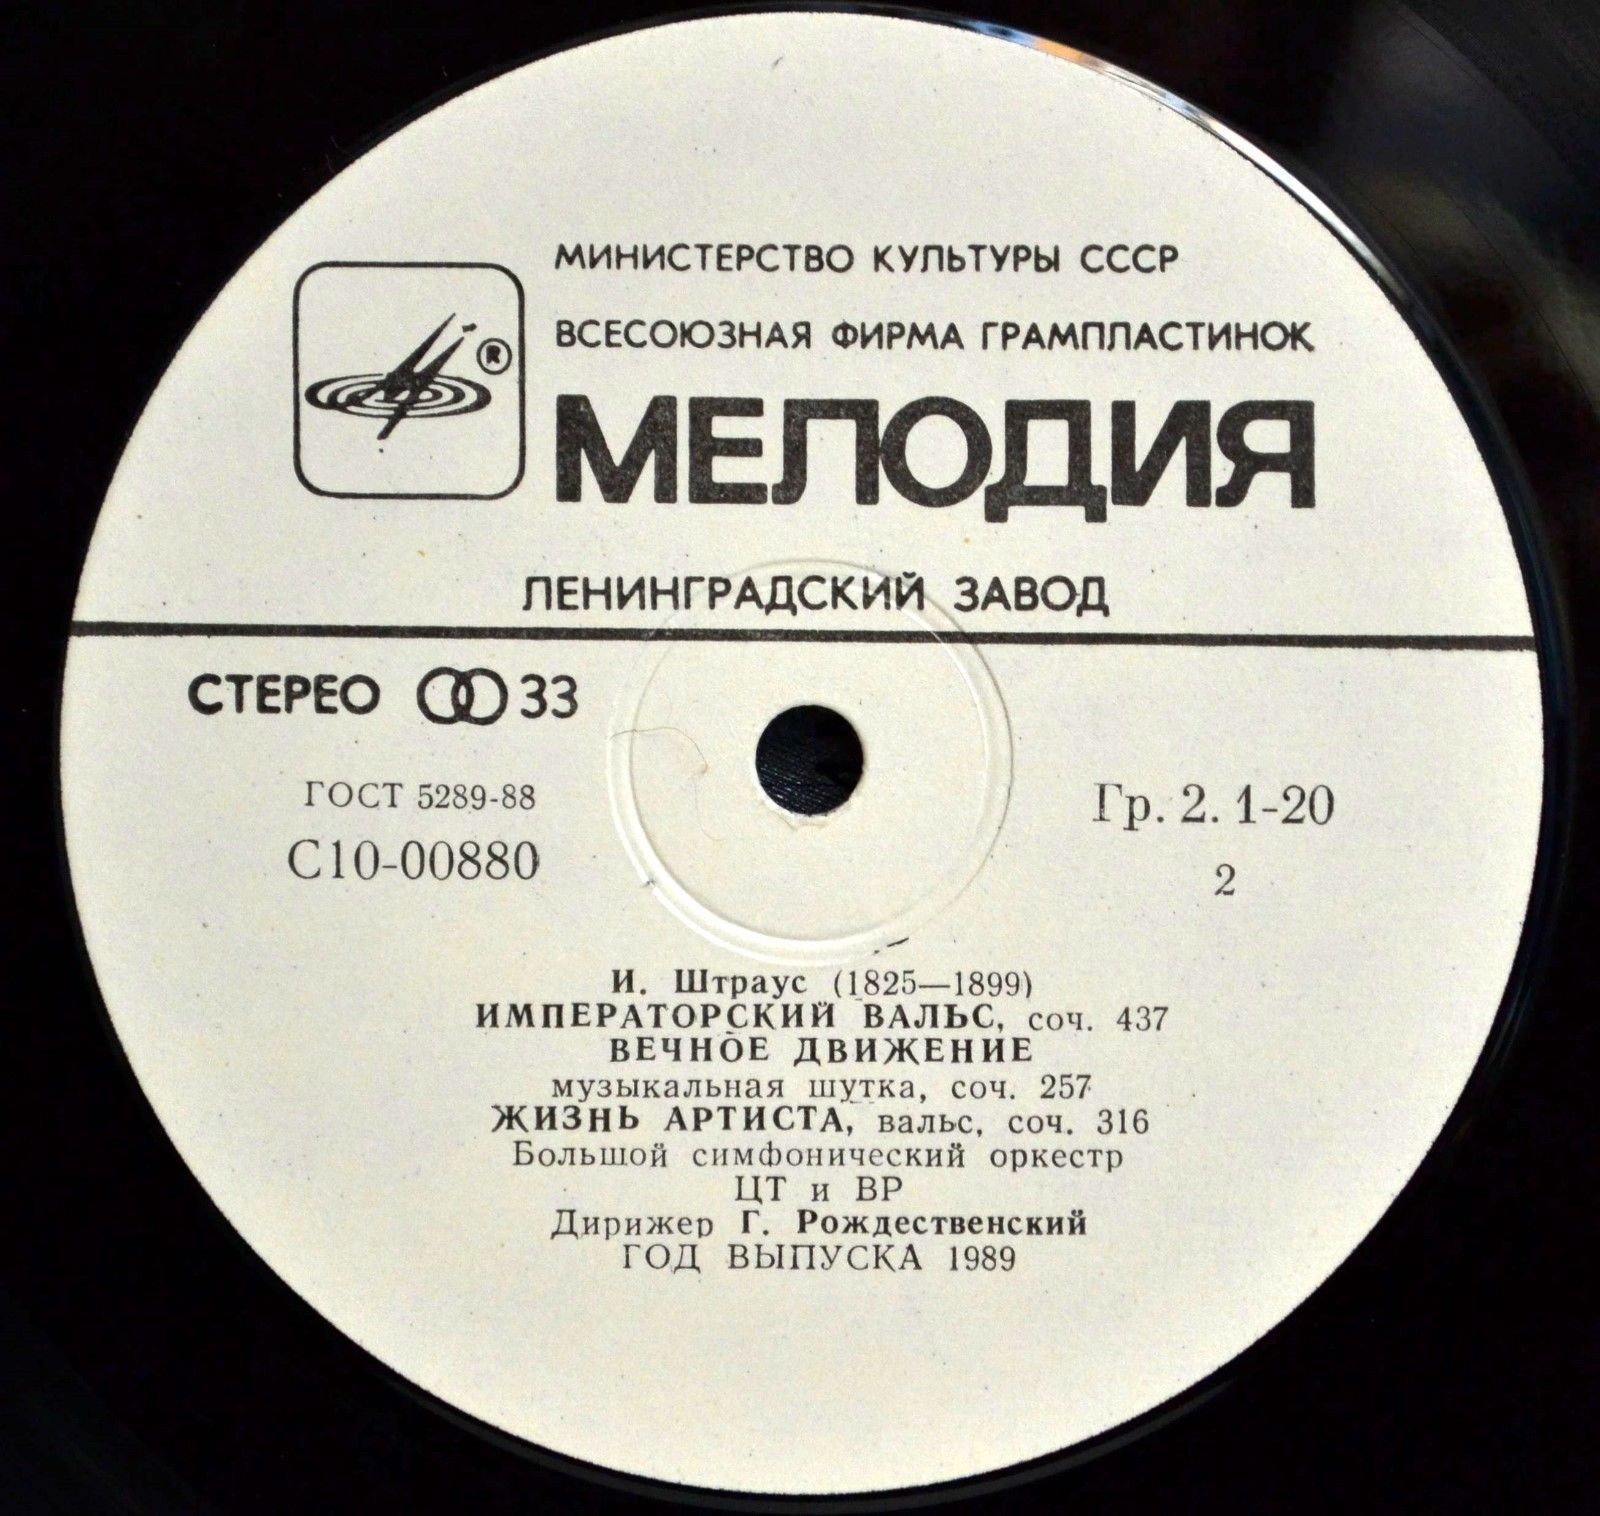 МИНИСТЕРСТВО КУЛЬТУРЫ СССР
ВСЕСОЮЗНАЯ ФИРМА ГРАМПЛАСТИНОК
®
МЕЛОДИЯ
ЛЕНИНГРАДСКИЙ ЗАВОД
СТЕРЕО 33
ГОСТ 5289-88
С10-00880
Гр. 2. 1-20
2
И. Штраус (1825—1899)
ИМПЕРАТОРСКИЙ ВАЛЬС, соч. 437
ВЕЧНОЕ ДВИЖЕНИЕ
музыкальная шутка, соч. 257
ЖИЗНЬ АРТИСТА, вальс, соч. 316
Большой симфонический оркестр
ЦТ и ВР
Дирижер Г. Рождественский
ГОД ВЫПУСКА 1989